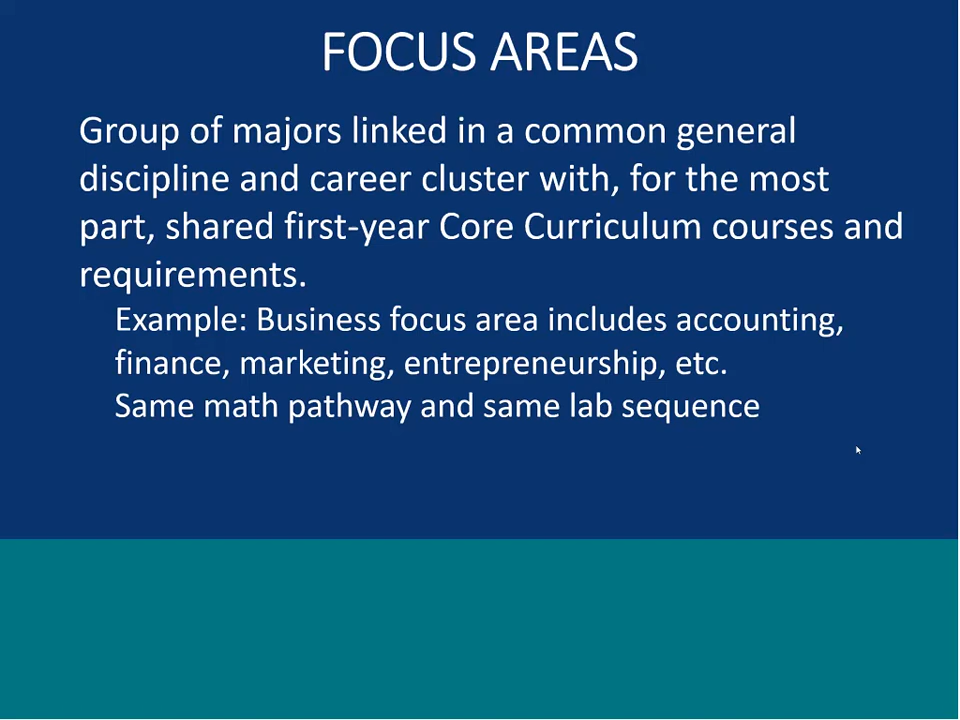 FOCUS AREAS
Group of majors linked in a common general
discipline and career cluster with, for the most
part, shared first-year Core Curriculum courses and
requirements.
Example: Business focus area includes accounting,
finance, marketing, entrepreneurship, etc.
Same math pathway and same lab sequence